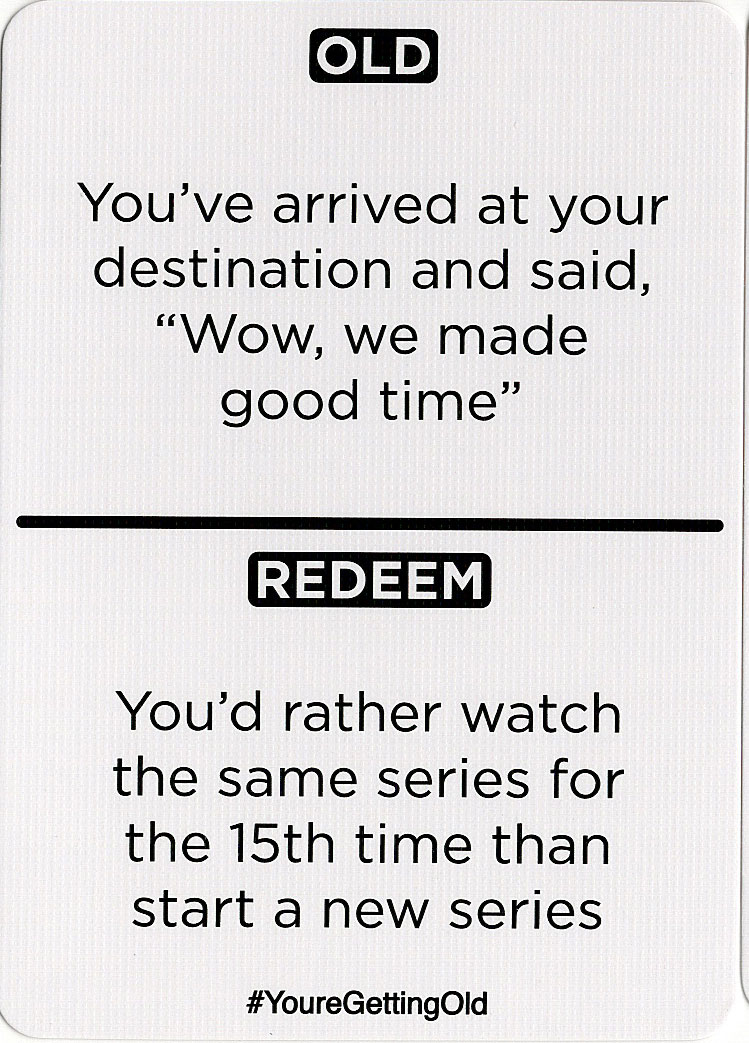 OLD
You’ve arrived at your
destination and said,
“Wow, we made
good time”
REDEEM
You’d rather watch
the same series for
the 15th time than
start a new series
#YoureGettingOld